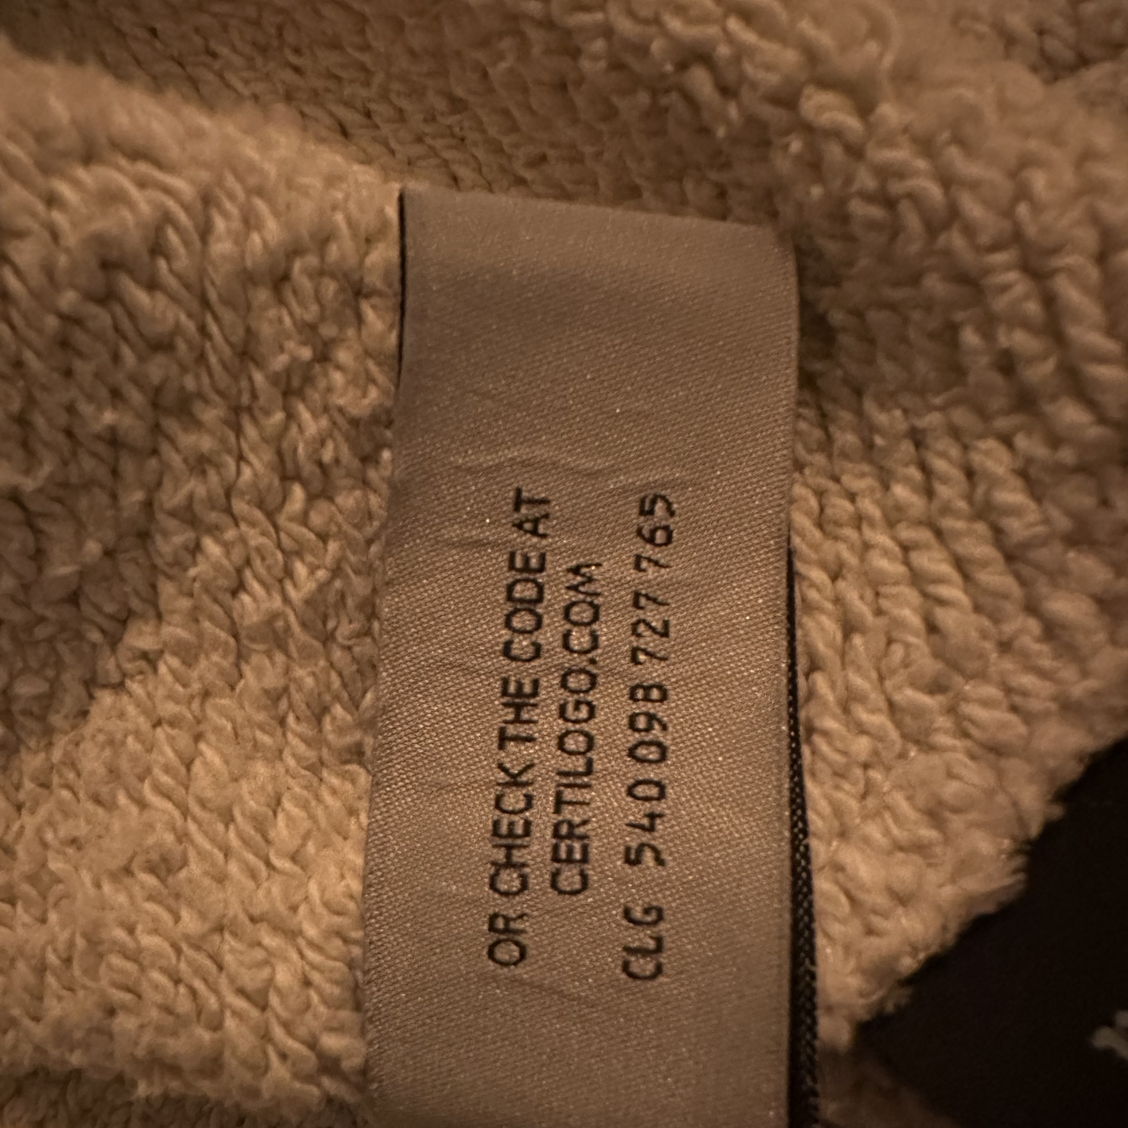 OR CHECK THE CODE AT
CERTILOGO.COM
CLG 540 098 727 765